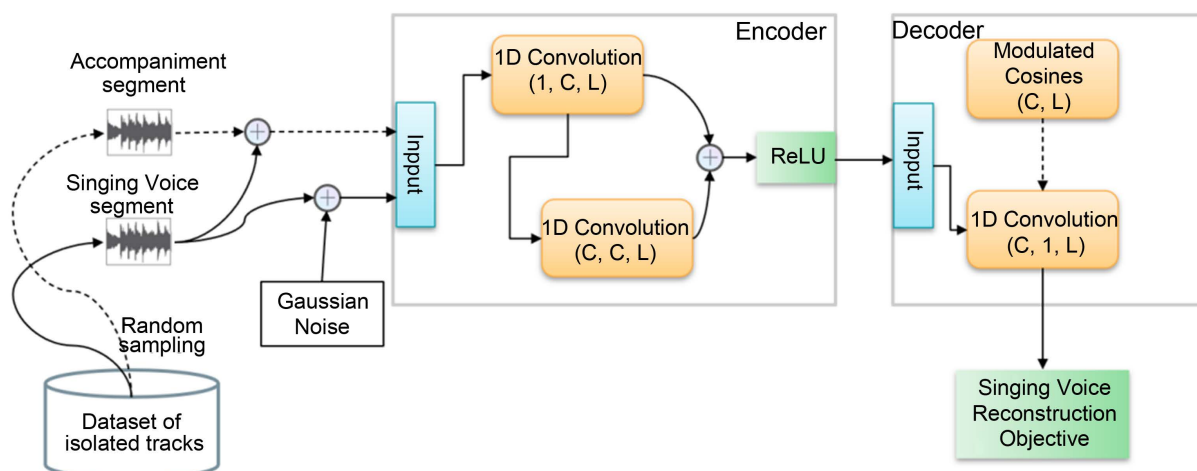 Accompaniment
segment
Singing Voice
segment
Random
sampling
Dataset of
isolated tracks
Gaussian
Noise
Encoder
Inpput
1D Convolution
(1, C, L)
1D Convolution
(C, C, L)
ReLU
Decoder
Inpput
Modulated
Cosines
(C, L)
1D Convolution
(C, 1, L)
Singing Voice
Reconstruction
Objective